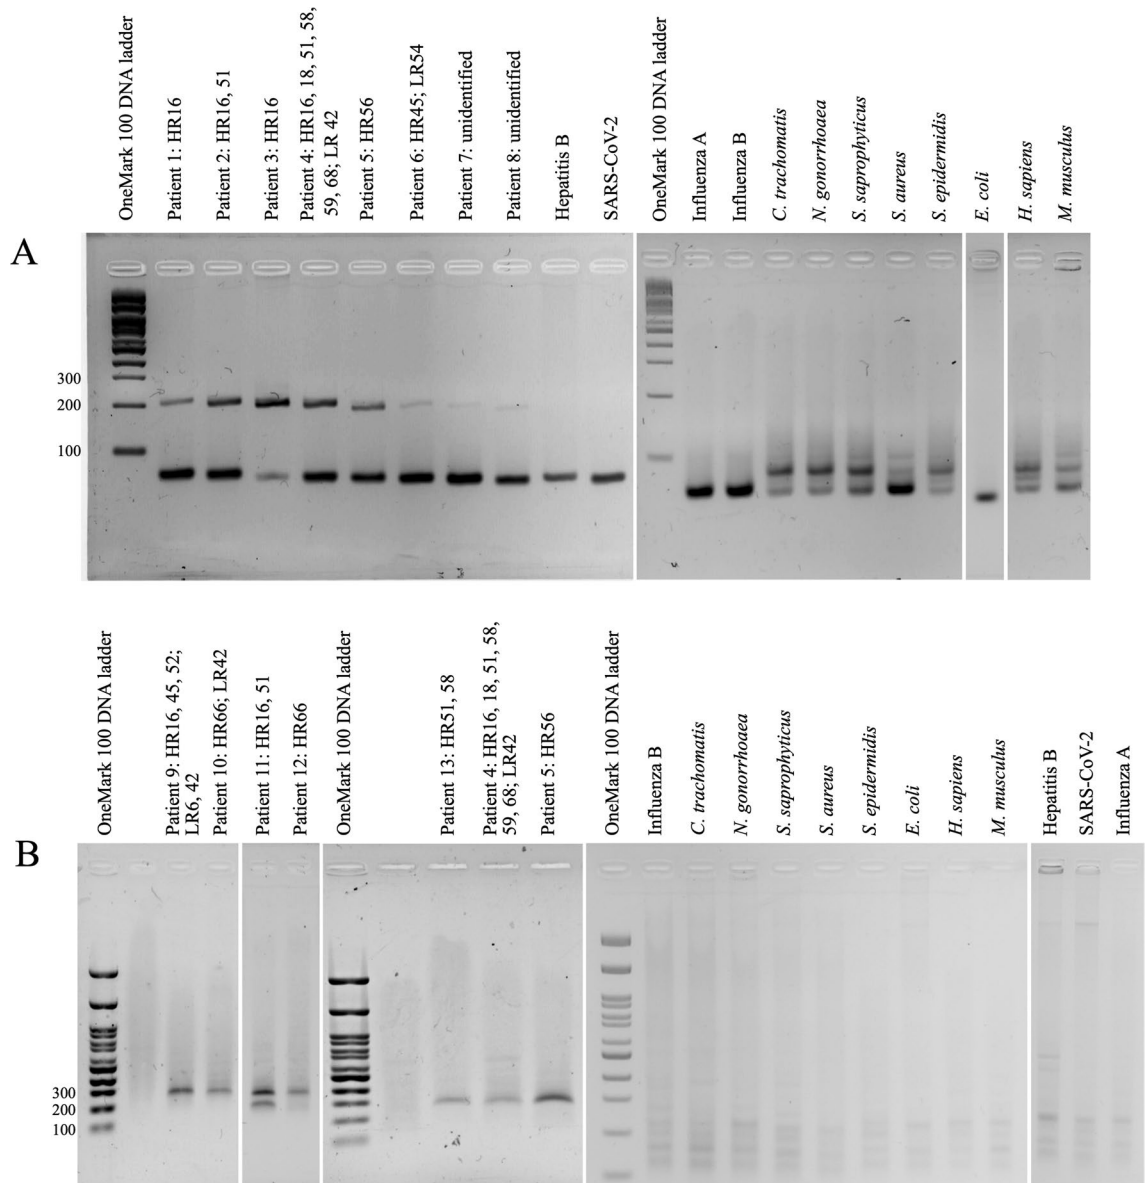 OneMark 100 DNA ladder
Patient 1: HR16
Patient 2: HR16, 51
Patient 3: HR16
Patient 4: HR16, 18, 51, 58,
59, 68; LR 42
Patient 5: HR56
Patient 6: HR45; LR54
Patient 7: unidentified
Patient 8: unidentified
Hepatitis B
SARS-CoV-2
OneMark 100 DNA ladder
Influenza A
Influenza B
C. trachomatis
N. gonorrhoaea
S. saprophyticus
S. aureus
S. epidermidis
E. coli
H. sapiens
M. musculus
A
300
200
100
OneMark 100 DNA ladder
Patient 9: HR16, 45, 52;
LR6, 42
Patient 10: HR66; LR42
Patient 11: HR16, 51
Patient 12: HR66
OneMark 100 DNA ladder
Patient 13: HR51, 58
Patient 4: HR16, 18, 51, 58,
59, 68; LR42
Patient 5: HR56
OneMark 100 DNA ladder
Influenza B
C. trachomatis
N. gonorrhoaea
S. saprophyticus
S. aureus
S. epidermidis
E. coli
H. sapiens
M. musculus
Hepatitis B
SARS-CoV-2
Influenza A
B
300
200
100